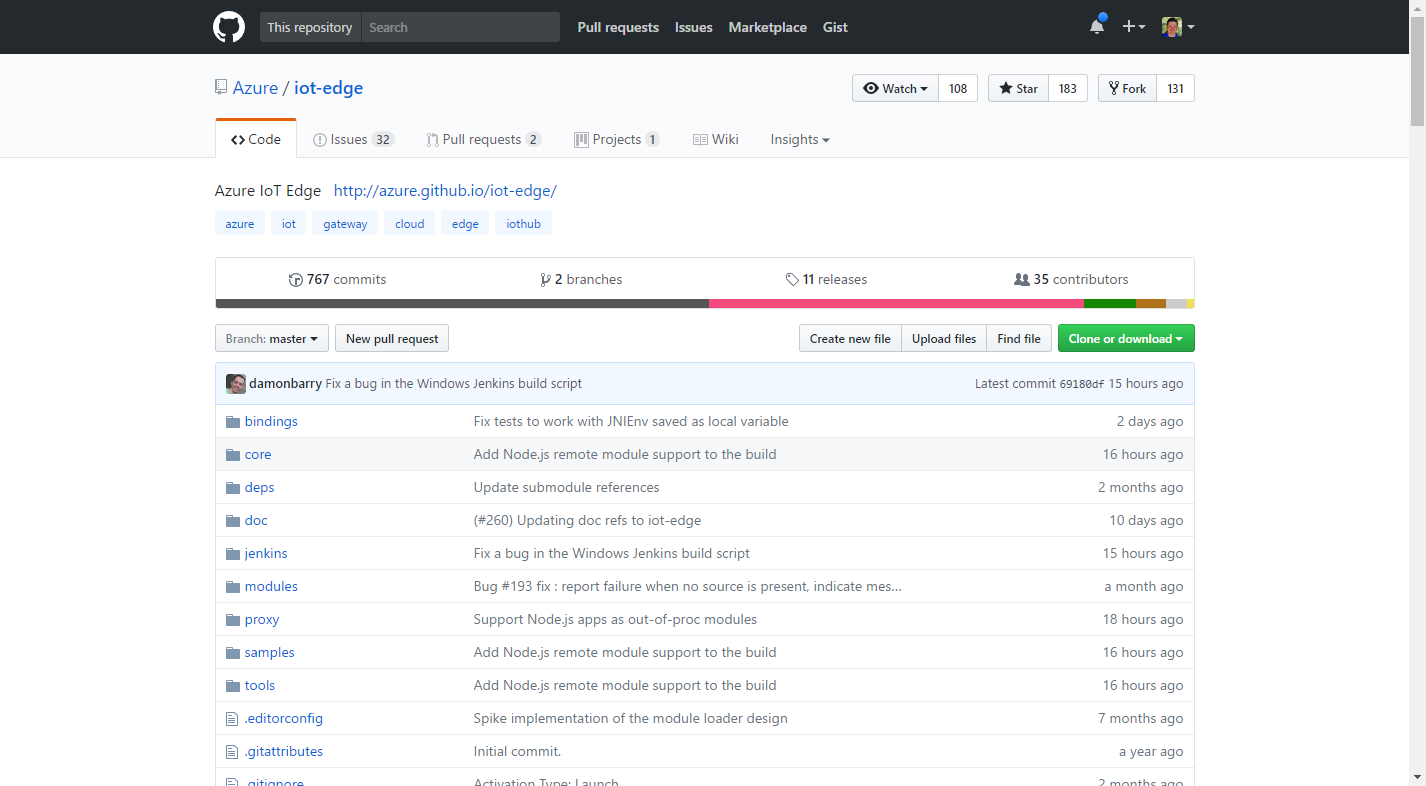 This repository Search Pull requests Issues Marketplace Gist
Azure / iot-edge Watch 108 Star 183 Fork 131
Code Issues 32 Pull requests 2 Projects 1 Wiki Insights
Azure IoT Edge http://azure.github.io/iot-edge/
azure iot gateway cloud edge iothub
767 commits 2 branches 11 releases 35 contributors
Branch: master New pull request Create new file Upload files Find file Clone or download
damonbarry Fix a bug in the Windows Jenkins build script Latest commit 69180df 15 hours ago
bindings Fix tests to work with JNIEnv saved as local variable 2 days ago
core Add Node.js remote module support to the build 16 hours ago
deps Update submodule references 2 months ago
doc (#260) Updating doc refs to iot-edge 10 days ago
jenkins Fix a bug in the Windows Jenkins build script 15 hours ago
modules Bug #193 fix : report failure when no source is present, indicate mes... a month ago
proxy Support Node.js apps as out-of-proc modules 18 hours ago
samples Add Node.js remote module support to the build 16 hours ago
tools Add Node.js remote module support to the build 16 hours ago
.editorconfig Spike implementation of the module loader design 7 months ago
.gitattributes Initial commit. a year ago
.gitignore Activation Type: Launch 2 months ago